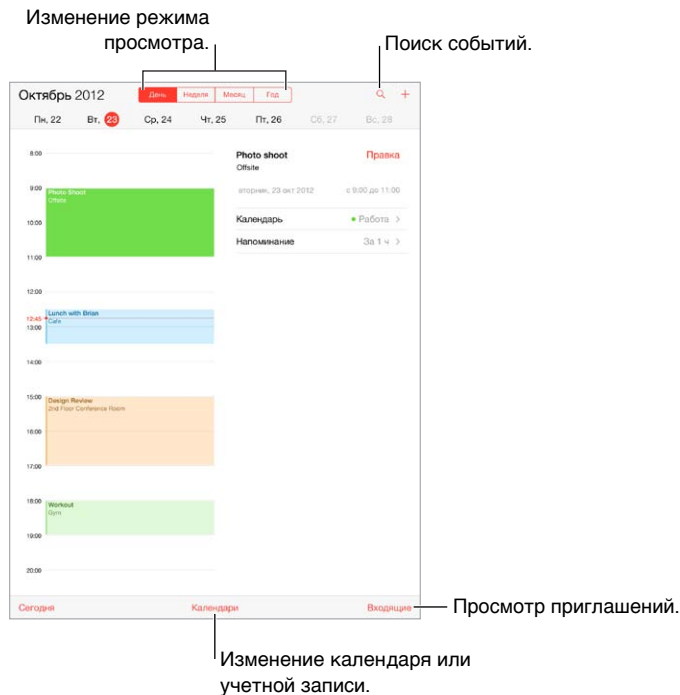 Изменение режима
просмотра.
Поиск событий.
Октябрь 2012
День Неделя Месяц Год
Пн, 22 Вт, 23 Ср, 24 Чт, 25 Пт, 26 Сб, 27 Вс, 28
8:00
Photo shoot Правка
Offsite
9:00
Photo Shoot
Offsite
вторник, 23 окт 2012 с 9:00 до 11:00
10:00
Календарь Работа
Напоминание За 1 ч
11:00
12:00
Lunch with Brian
12:45 Cafe
13:00
14:00
15:00
Design Review
2nd Floor Conference Room
16:00
17:00
18:00
Workout
Gym
19:00
20:00
Сегодня Календари Входящие
Просмотр приглашений.
Изменение календаря или
учетной записи.